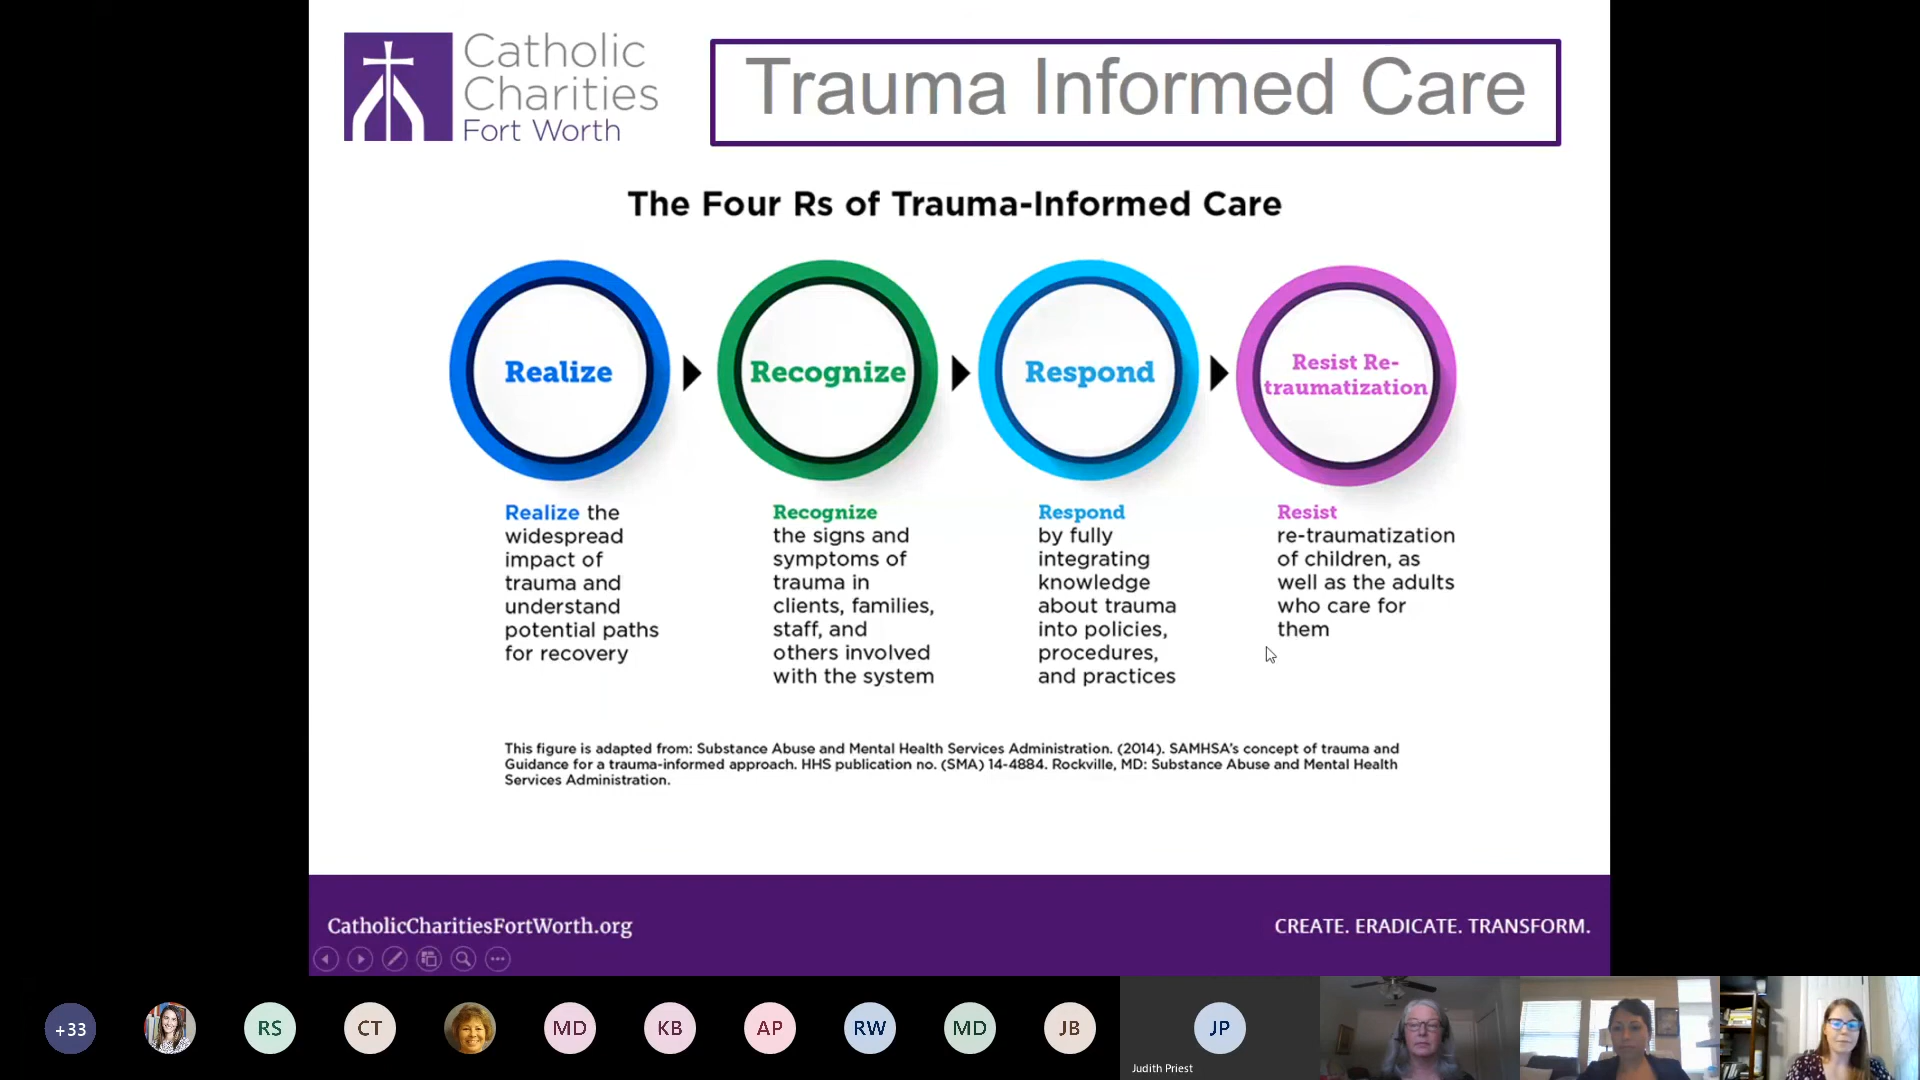 Catholic
Charities
Fort Worth
Trauma Informed Care
The Four Rs of Trauma-Informed Care
Realize
Recognize
Respond
Resist Re-
traumatization
Realize the
widespread
impact of
trauma and
understand
potential paths
for recovery
Recognize
the signs and
symptoms of
trauma in
clients, families,
staff, and
others involved
with the system
Respond
by fully
integrating
knowledge
about trauma
into policies,
procedures,
and practices
Resist
re-traumatization
of children, as
well as the adults
who care for
them
This figure is adapted from: Substance Abuse and Mental Health Services Administration. (2014). SAMHSA's concept of trauma and
Guidance for a trauma-informed approach. HHS publication no. (SMA) 14-4884. Rockville, MD: Substance Abuse and Mental Health
Services Administration.
CatholicCharitiesFortWorth.org
CREATE. ERADICATE. TRANSFORM.
+33
RS
CT
MD
KB
AP
RW
MD
JB
JP
Judith Priest